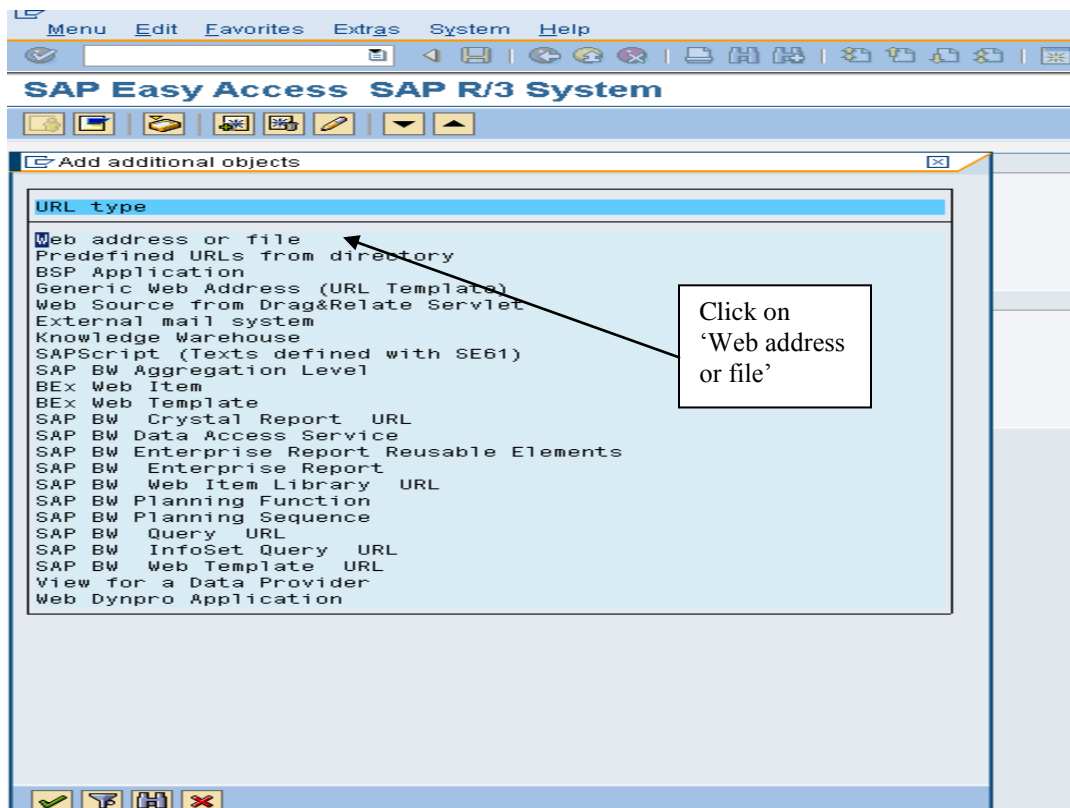 Menu Edit Favorites Extras System Help
SAP Easy Access SAP R/3 System
Add additional objects
URL type
Web address or file
Predefined URLs from directory
BSP Application
Generic Web Address (URL Template)
Web Source from Drag&Relate Servlet
External mail system
Knowledge Warehouse
SAPScript (Texts defined with SE61)
SAP BW Aggregation Level
BEx Web Item
BEx Web Template
SAP BW  Crystal Report  URL
SAP BW Data Access Service
SAP BW Enterprise Report Reusable Elements
SAP BW  Enterprise Report
SAP BW  Web Item Library  URL
SAP BW Planning Function
SAP BW Planning Sequence
SAP BW  Query  URL
SAP BW  InfoSet Query  URL
SAP BW  Web Template  URL
View for a Data Provider
Web Dynpro Application
Click on
‘Web address
or file’